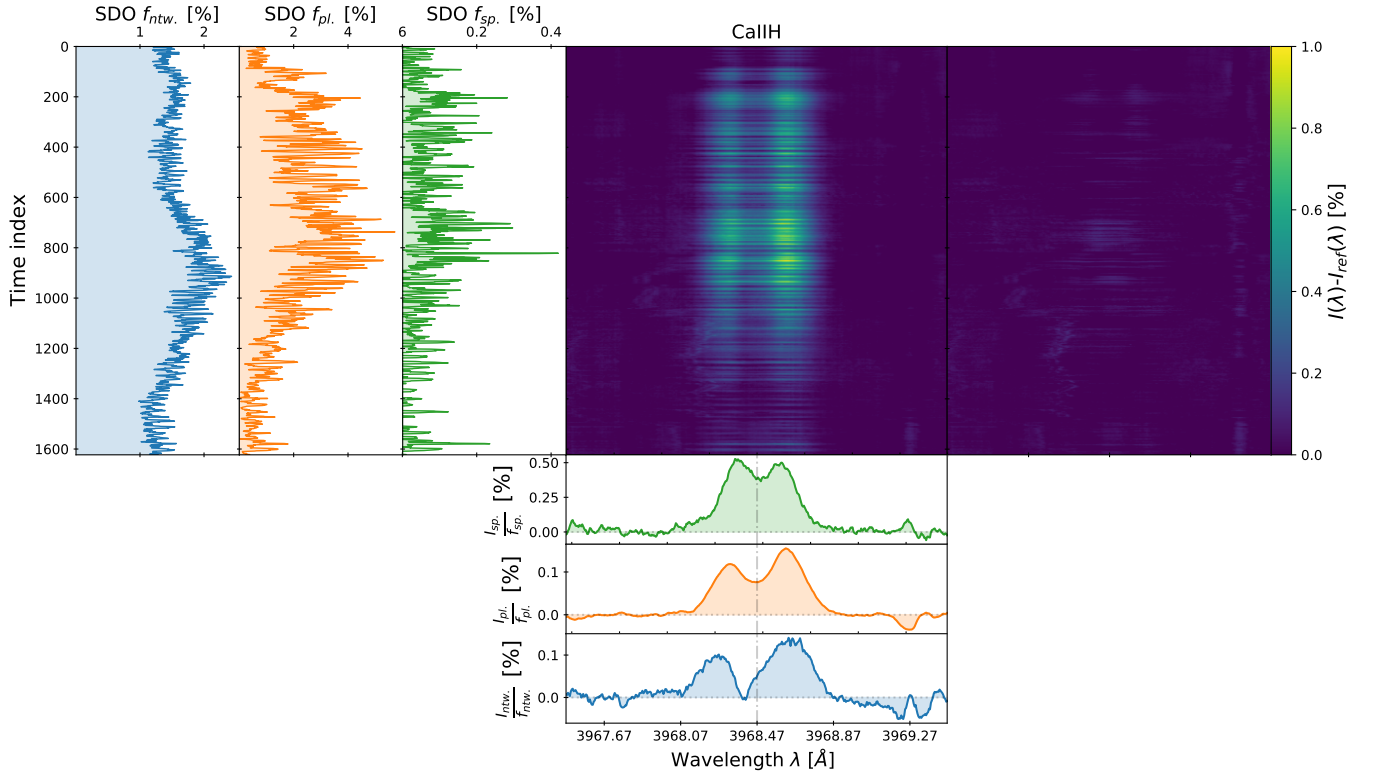 SDO f_ntw. [%] SDO f_pl. [%] SDO f_sp. [%]
1 2 2 4 6 0.2 0.4
CaIIH
Time index
0
200
400
600
800
1000
1200
1400
1600
1.0
0.8
0.6
0.4
0.2
0.0
I(λ)-I_ref(λ) [%]
I_sp./f_sp. [%]
0.50
0.25
0.00
I_pl./f_pl. [%]
0.1
0.0
I_ntw./f_ntw. [%]
0.1
0.0
3967.67 3968.07 3968.47 3968.87 3969.27
Wavelength λ [Å]